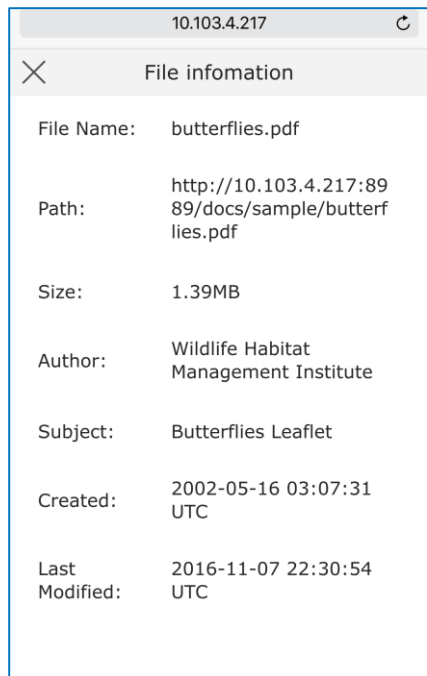 10.103.4.217
File infomation
File Name: butterflies.pdf
Path: http://10.103.4.217:89
89/docs/sample/butterf
lies.pdf
Size: 1.39MB
Author: Wildlife Habitat
Management Institute
Subject: Butterflies Leaflet
Created: 2002-05-16 03:07:31
UTC
Last Modified: 2016-11-07 22:30:54
UTC